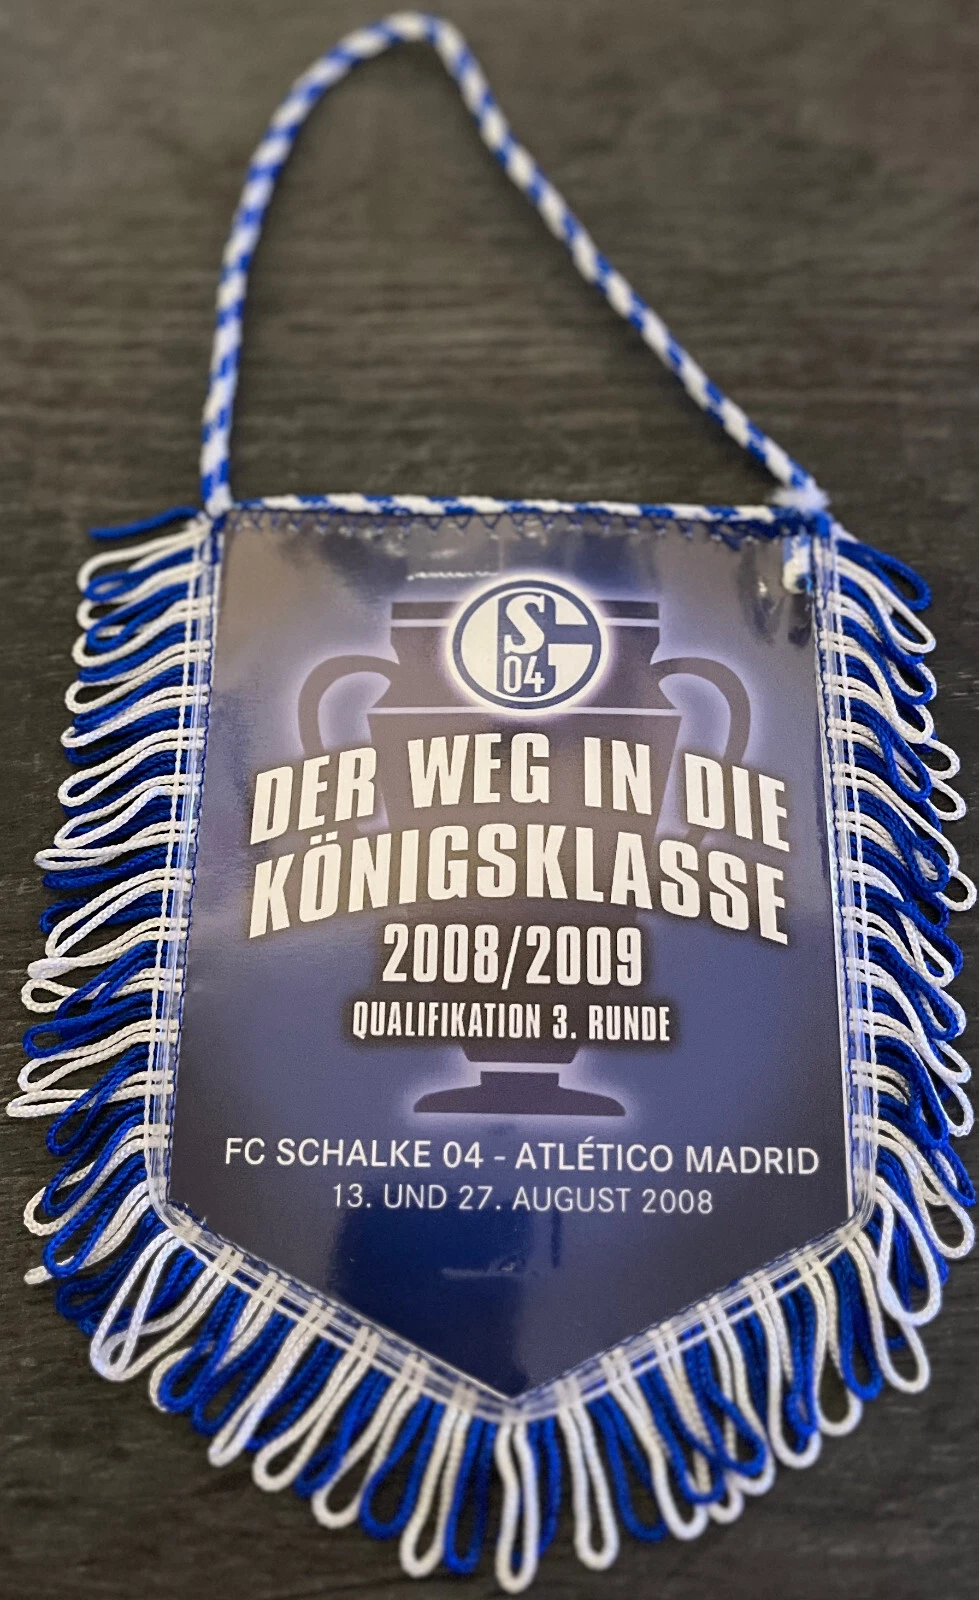 S
04
DER WEG IN DIE
KÖNIGSKLASSE
2008/2009
QUALIFIKATION 3. RUNDE
FC SCHALKE 04 - ATLÉTICO MADRID
13. UND 27. AUGUST 2008